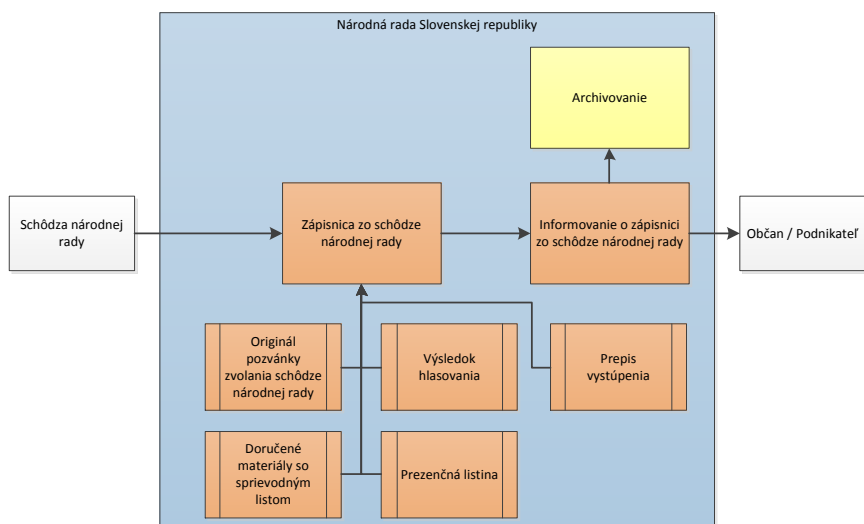 Národná rada Slovenskej republiky
Archivovanie
Schôdza národnej
rady
Zápisnica zo schôdze
národnej rady
Informovanie o zápisnici
zo schôdze národnej rady
Občan / Podnikateľ
Originál
pozvánky
zvolania schôdze
národnej rady
Výsledok
hlasovania
Prepis
vystúpenia
Doručené
materiály so
sprievodným
listom
Prezenčná listina